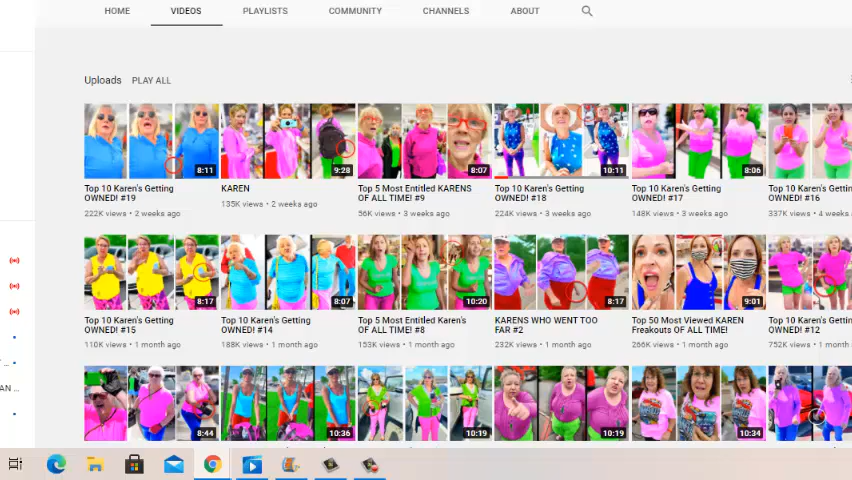 HOME VIDEOS PLAYLISTS COMMUNITY CHANNELS ABOUT
Uploads PLAY ALL
8:11 9:28 8:07 10:11 8:06
Top 10 Karen's Getting
OWNED! #19
222K views • 2 weeks ago
KAREN
135K views • 2 weeks ago
Top 5 Most Entitled KARENS
OF ALL TIME! #9
56K views • 3 weeks ago
Top 10 Karen's Getting
OWNED! #18
224K views • 3 weeks ago
Top 10 Karen's Getting
OWNED! #17
148K views • 3 weeks ago
Top 10 Karen's Getting
OWNED! #16
337K views • 4 weeks
8:17 8:07 10:20 8:17 9:01
Top 10 Karen's Getting
OWNED! #15
110K views • 1 month ago
Top 10 Karen's Getting
OWNED! #14
188K views • 1 month ago
Top 5 Most Entitled Karen's
OF ALL TIME! #8
153K views • 1 month ago
KARENS WHO WENT TOO
FAR #2
232K views • 1 month ago
Top 50 Most Viewed KAREN
Freakouts OF ALL TIME!
266K views • 1 month ago
Top 10 Karen's Getting
OWNED! #12
752K views • 1 month
AN ...
8:44 10:36 10:19 10:19 10:34